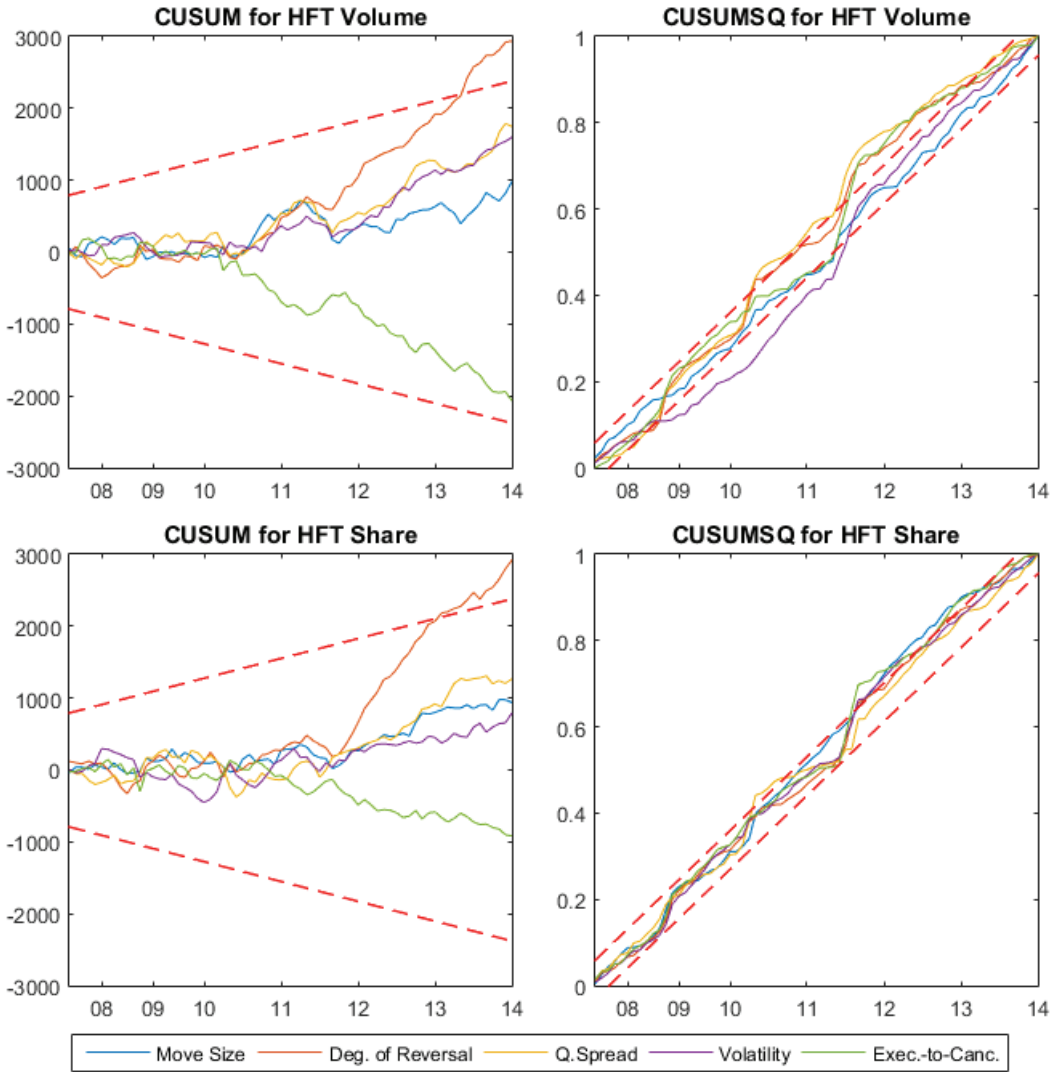 CUSUM for HFT Volume
3000
2000
1000
0
-1000
-2000
-3000
08 09 10 11 12 13 14
CUSUMSQ for HFT Volume
1
0.8
0.6
0.4
0.2
0
08 09 10 11 12 13 14
CUSUM for HFT Share
3000
2000
1000
0
-1000
-2000
-3000
08 09 10 11 12 13 14
CUSUMSQ for HFT Share
1
0.8
0.6
0.4
0.2
0
08 09 10 11 12 13 14
Move Size Deg. of Reversal Q.Spread Volatility Exec.-to-Canc.